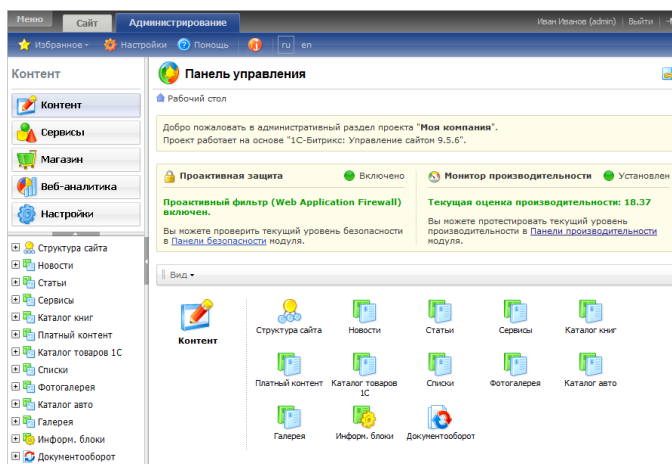 Меню
Сайт
Администрирование
Иван Иванов (admin) | Выйти
Избранное
Настройки
Помощь
ru en
Контент
Панель управления
Контент
Сервисы
Магазин
Веб-аналитика
Настройки
Рабочий стол
Добро пожаловать в административный раздел проекта "Моя компания".
Проект работает на основе "1С-Битрикс: Управление сайтом 9.5.6".
Проактивная защита
Включено
Проактивный фильтр (Web Application Firewall)
включен.
Вы можете проверить текущий уровень безопасности
в Панели безопасности модуля.
Монитор производительности
Установлен
Текущая оценка производительности: 18.37
Вы можете протестировать текущий уровень
производительности в Панели производительности
модуля.
Структура сайта
Новости
Статьи
Сервисы
Каталог книг
Платный контент
Каталог товаров 1С
Списки
Фотогалерея
Каталог авто
Галерея
Информ. блоки
Документооборот
Вид
Контент
Структура сайта
Новости
Статьи
Сервисы
Каталог книг
Платный контент
Каталог товаров
1С
Списки
Фотогалерея
Каталог авто
Галерея
Информ. блоки
Документооборот